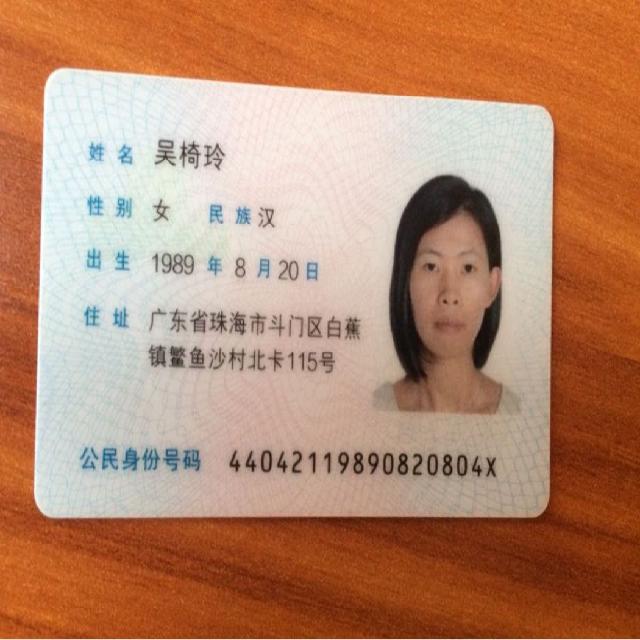 姓名 吴椅玲
性别 女 民族 汉
出生 1989 年 8 月 20 日
住址 广东省珠海市斗门区白蕉
镇鳘鱼沙村北卡115号
公民身份号码 44042119890820804X